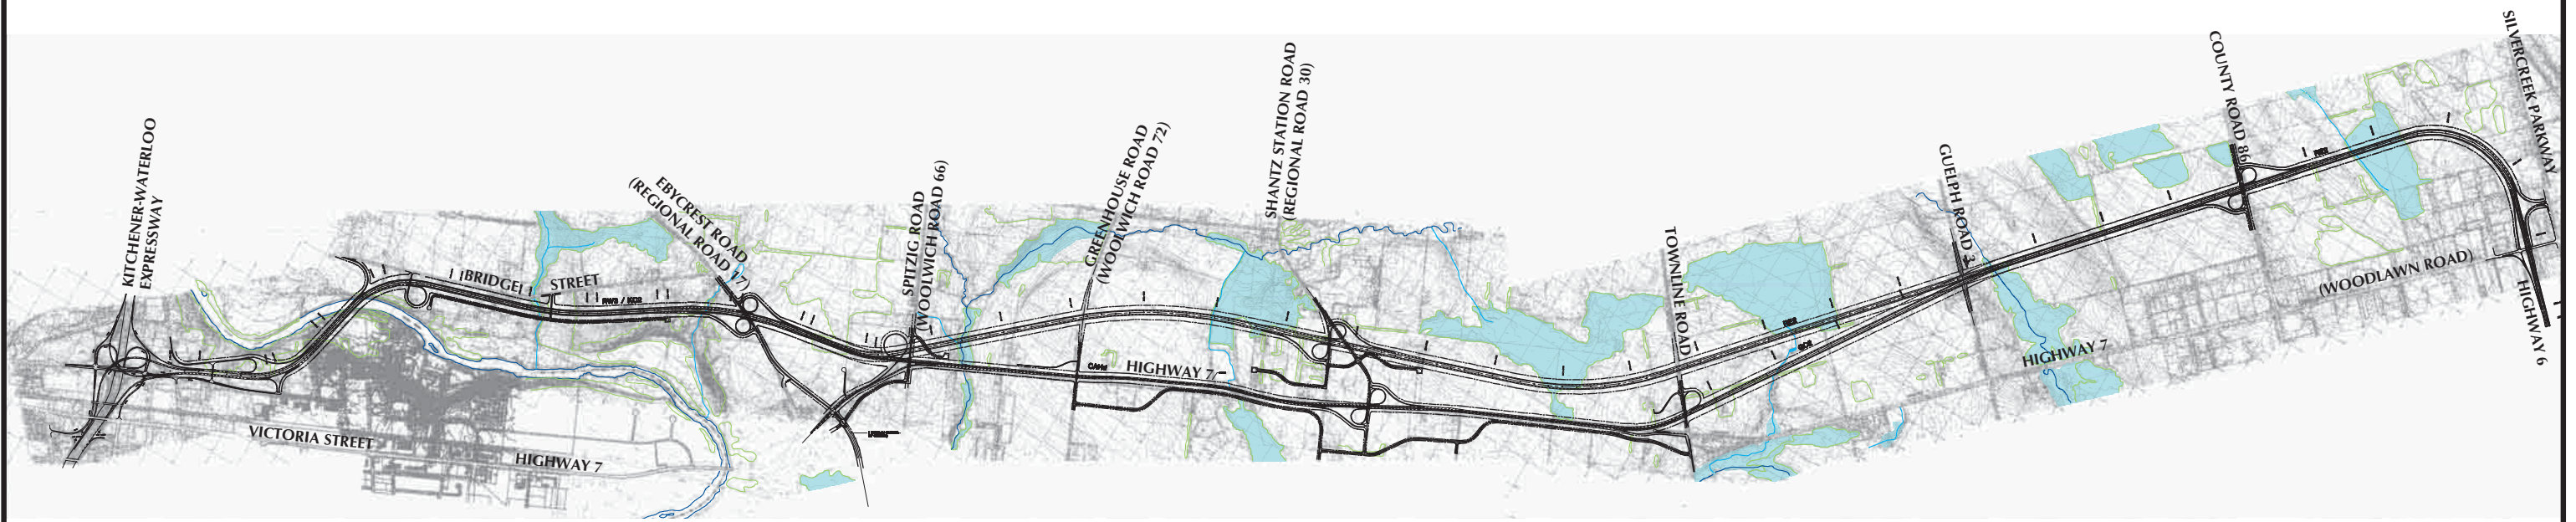 KITCHENER-WATERLOO
EXPRESSWAY
VICTORIA STREET
HIGHWAY 7
BRIDGE
STREET
EBYCREST ROAD
(REGIONAL ROAD 17)
SPITZIG ROAD
(WOOLWICH ROAD 66)
GREENHOUSE ROAD
(WOOLWICH ROAD 72)
HIGHWAY 7
SHANTZ STATION ROAD
(REGIONAL ROAD 30)
TOWNLINE ROAD
GUELPH ROAD 3
HIGHWAY 7
COUNTY ROAD 86
(WOODLAWN ROAD)
SILVERCREEK PARKWAY
HIGHWAY 6